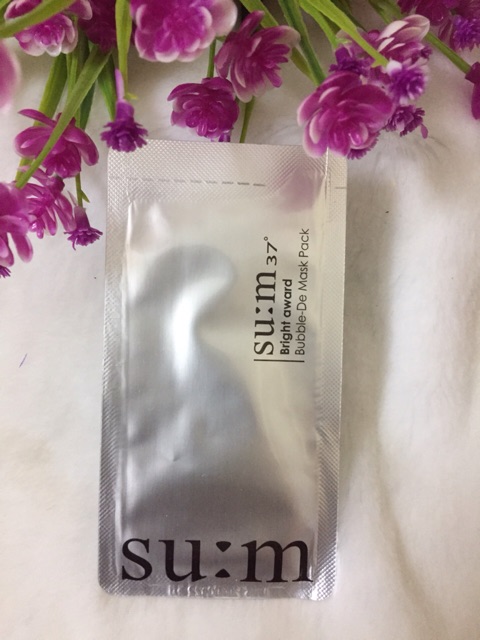 su:m37°
Bright award
Bubble-De Mask Pack
su:m